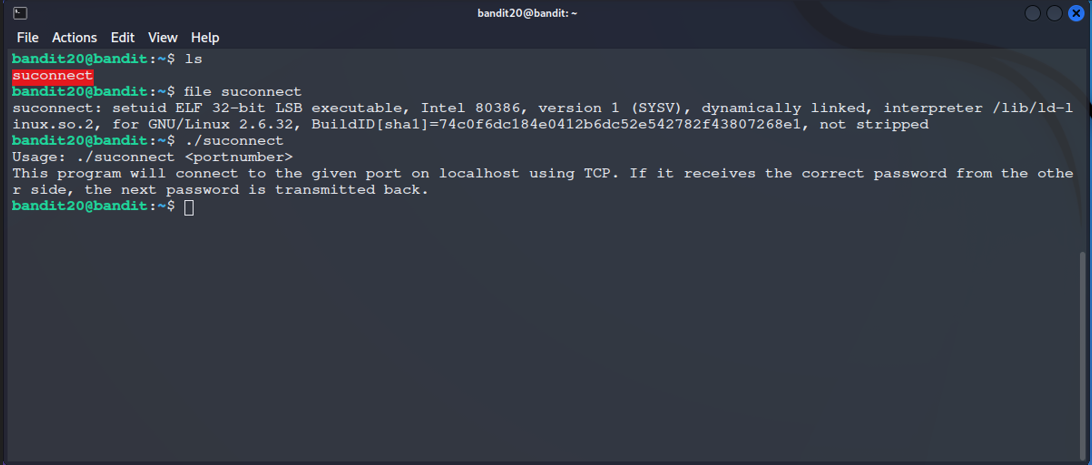 bandit20@bandit: ~
File Actions Edit View Help
bandit20@bandit:~$ ls
suconnect
bandit20@bandit:~$ file suconnect
suconnect: setuid ELF 32-bit LSB executable, Intel 80386, version 1 (SYSV), dynamically linked, interpreter /lib/ld-l
inux.so.2, for GNU/Linux 2.6.32, BuildID[sha1]=74c0f6dc184e0412b6dc52e542782f43807268e1, not stripped
bandit20@bandit:~$ ./suconnect
Usage: ./suconnect <portnumber>
This program will connect to the given port on localhost using TCP. If it receives the correct password from the othe
r side, the next password is transmitted back.
bandit20@bandit:~$